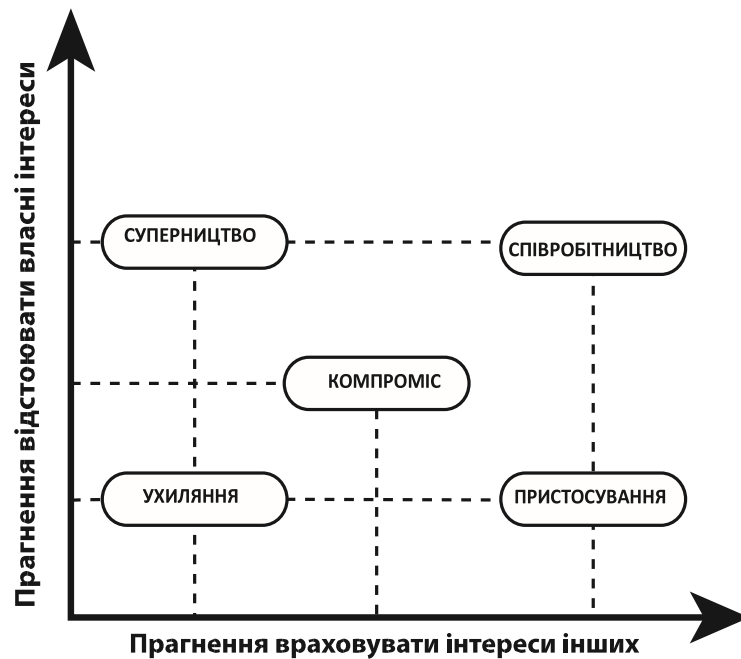 Прагнення відстоювати власні інтереси
СУПЕРНИЦТВО
СПІВРОБІТНИЦТВО
КОМПРОМІС
УХИЛЯННЯ
ПРИСТОСУВАННЯ
Прагнення враховувати інтереси інших